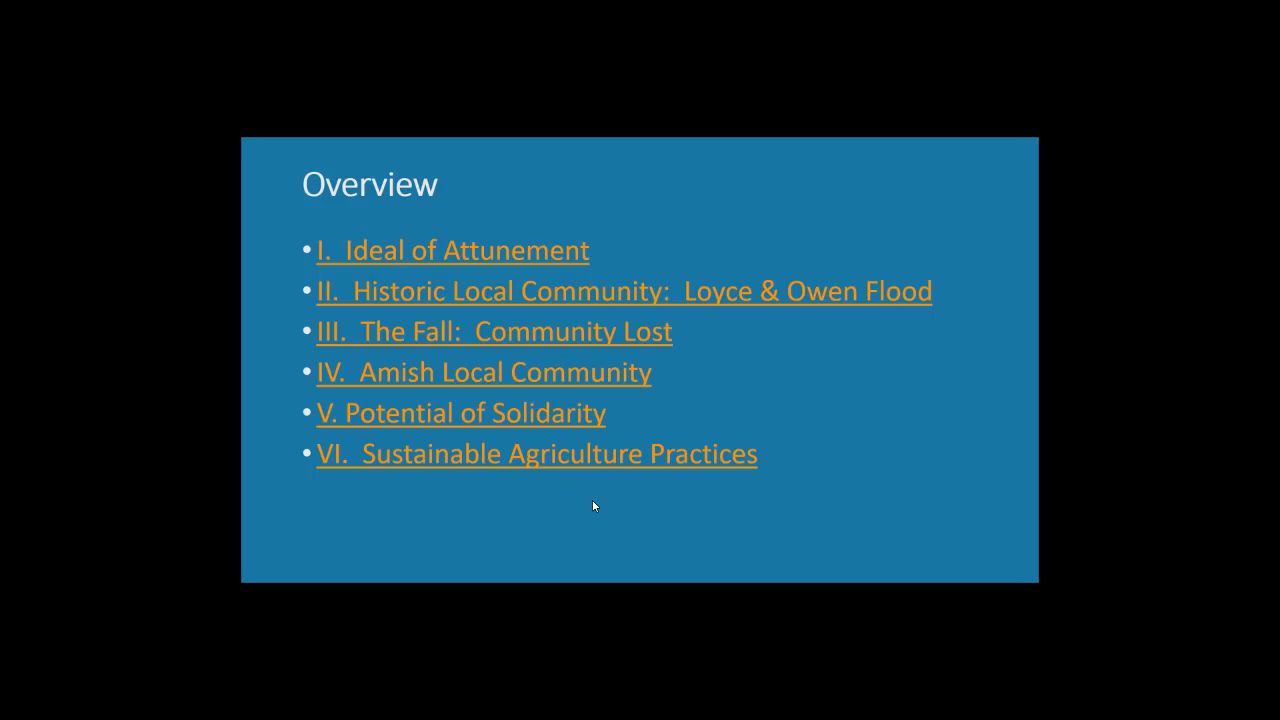 Overview
• I.  Ideal of Attunement
• II.  Historic Local Community:  Loyce & Owen Flood
• III.  The Fall:  Community Lost
• IV.  Amish Local Community
• V. Potential of Solidarity
• VI.  Sustainable Agriculture Practices